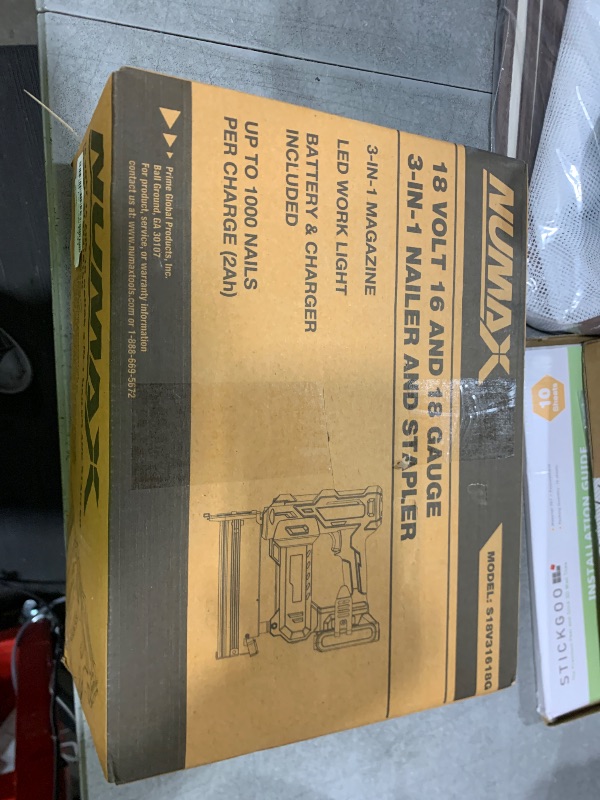 NUMAX
MODEL: S18V31618G
18 VOLT 16 AND 18 GAUGE
3-IN-1 NAILER AND STAPLER
3-IN-1 MAGAZINE
LED WORK LIGHT
BATTERY & CHARGER
INCLUDED
UP TO 1000 NAILS
PER CHARGE (2Ah)
Prime Global Products, Inc.
Ball Ground, GA 30107
For product, service, or warranty information
contact us at: www.numaxtools.com or 1-888-669-5672
NUMAX
10
Sheets
INSTALLATION GUIDE
STICKGOO